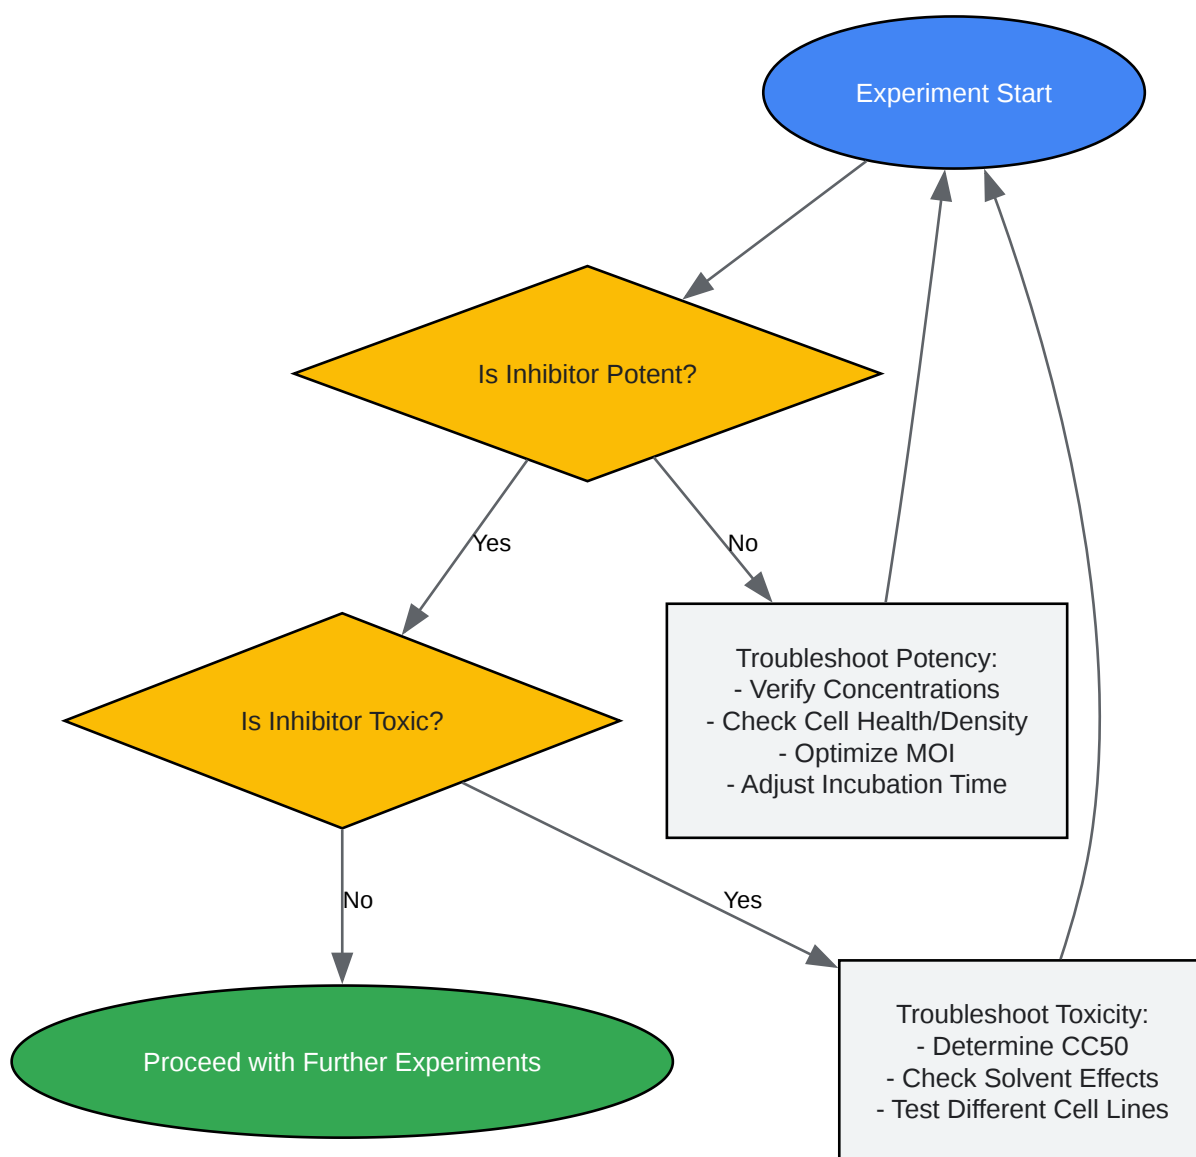 Experiment Start
Is Inhibitor Potent?
Yes
No
Troubleshoot Potency:
- Verify Concentrations
- Check Cell Health/Density
- Optimize MOI
- Adjust Incubation Time
Is Inhibitor Toxic?
No
Yes
Troubleshoot Toxicity:
- Determine CC50
- Check Solvent Effects
- Test Different Cell Lines
Proceed with Further Experiments